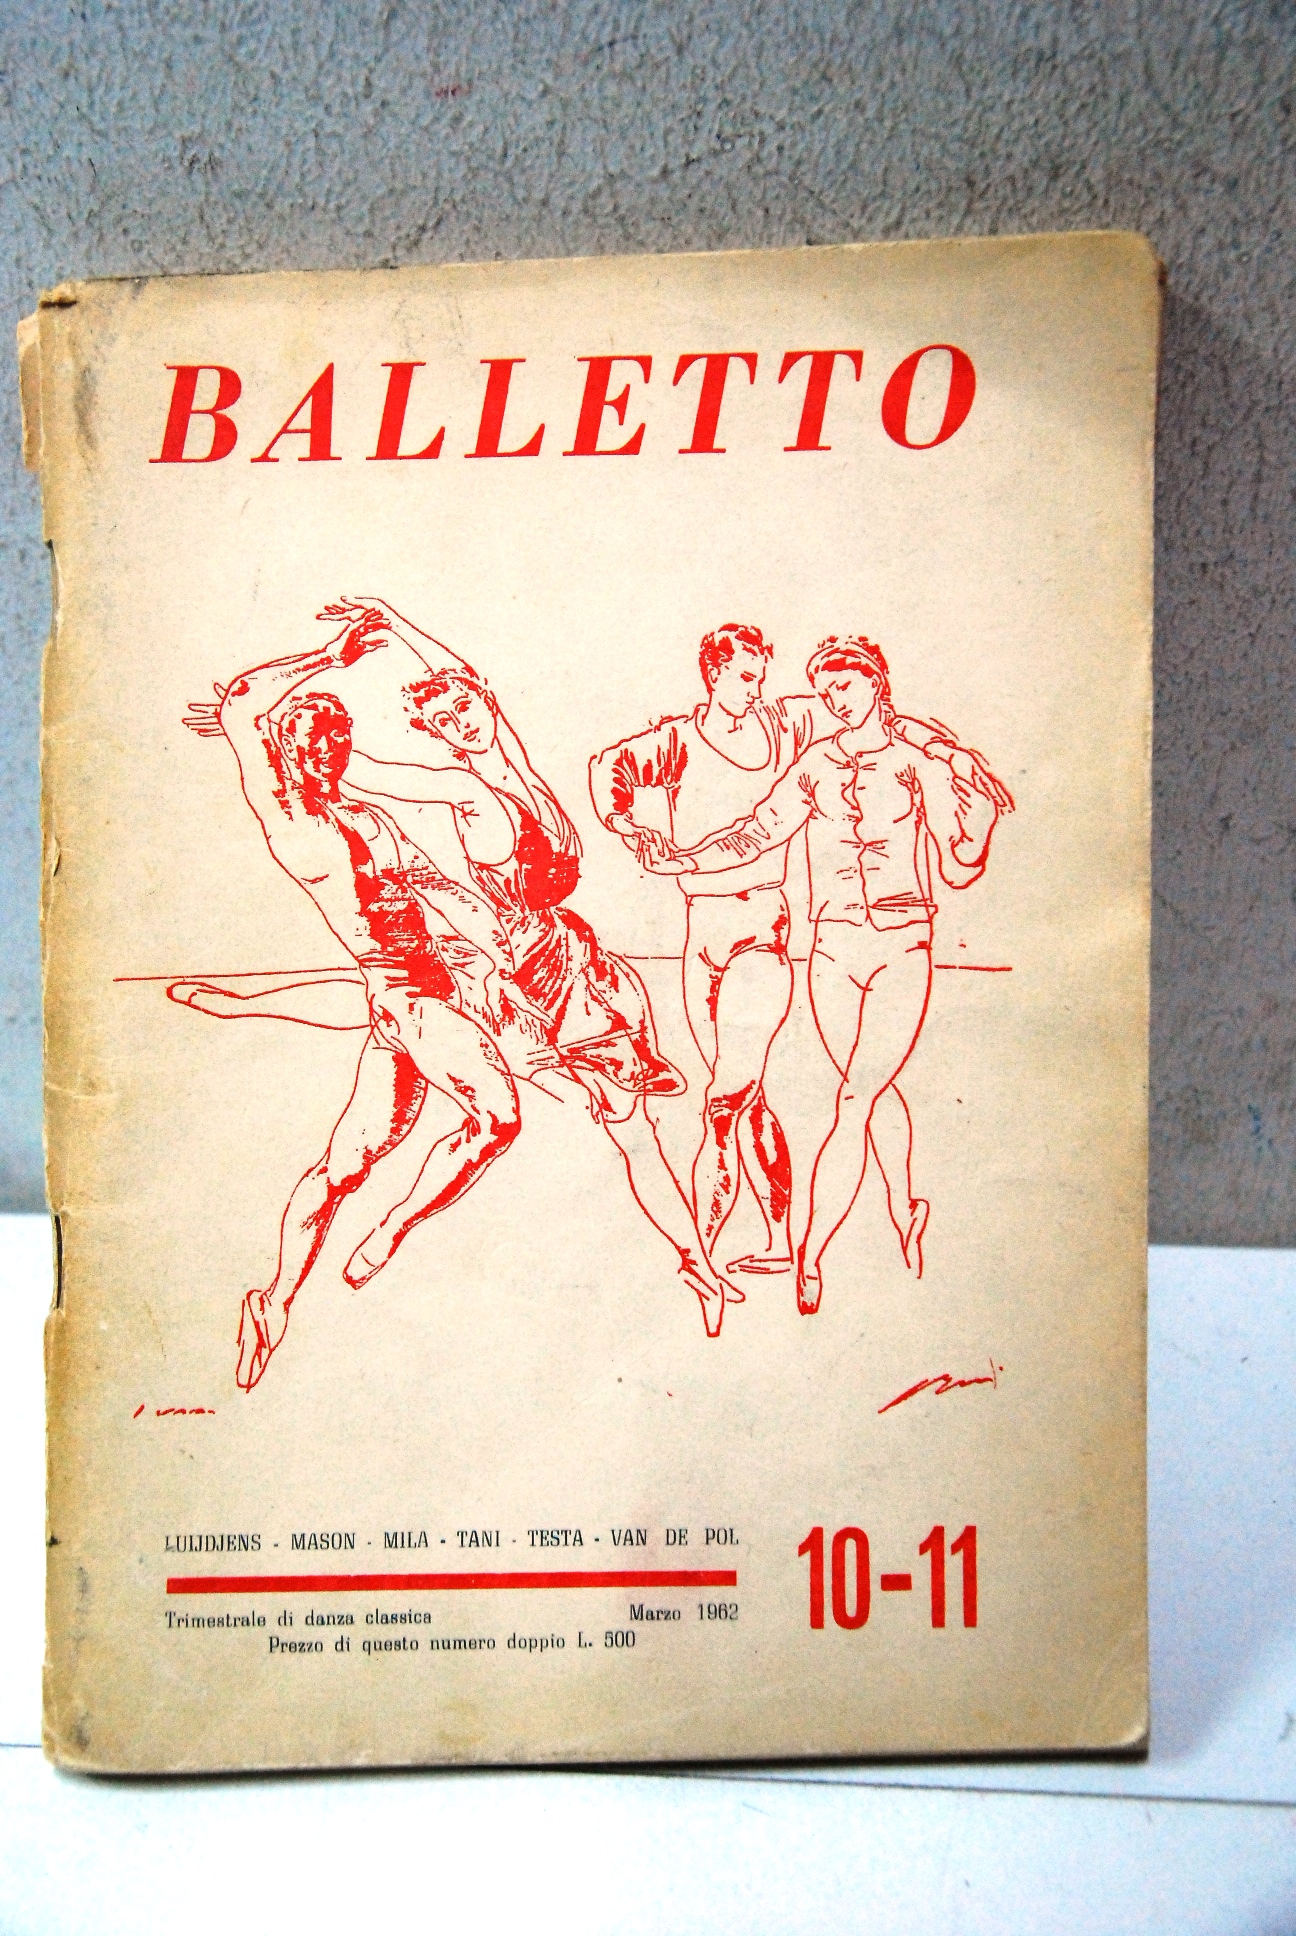 BALLETTO
LUIJDJENS - MASON - MILA - TANI - TESTA - VAN DE POL
10-11
Trimestrale di danza classica Marzo 1962
Prezzo di questo numero doppio L. 500